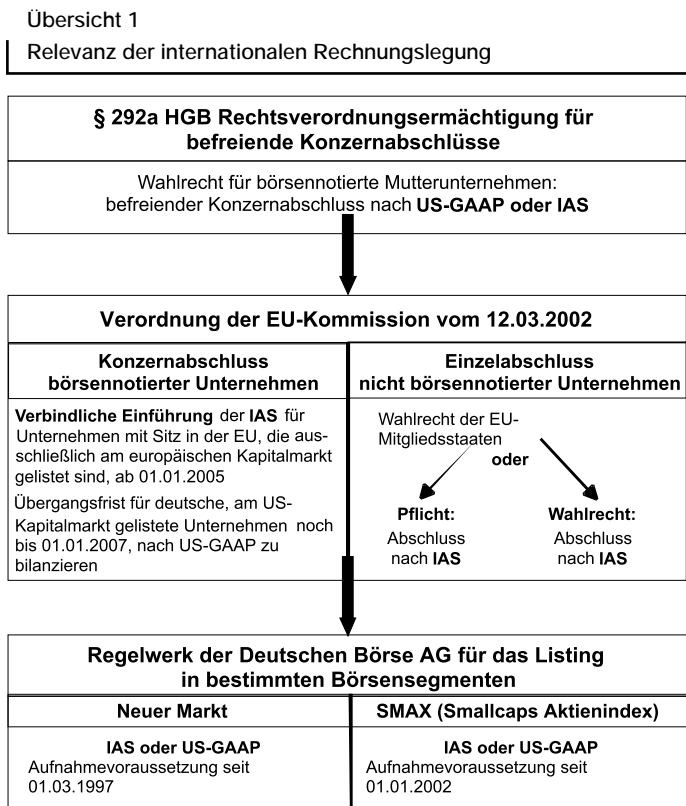 Übersicht 1
Relevanz der internationalen Rechnungslegung
§ 292a HGB Rechtsverordnungsermächtigung für
befreiende Konzernabschlüsse
Wahlrecht für börsennotierte Mutterunternehmen:
befreiender Konzernabschluss nach US-GAAP oder IAS
Verordnung der EU-Kommission vom 12.03.2002
Konzernabschluss
börsennotierter Unternehmen
Verbindliche Einführung der IAS für
Unternehmen mit Sitz in der EU, die aus-
schließlich am europäischen Kapitalmarkt
gelistet sind, ab 01.01.2005
Übergangsfrist für deutsche, am US-
Kapitalmarkt gelistete Unternehmen noch
bis 01.01.2007, nach US-GAAP zu
bilanzieren
Einzelabschluss
nicht börsennotierter Unternehmen
Wahlrecht der EU-
Mitgliedsstaaten
oder
Pflicht:
Abschluss
nach IAS
Wahlrecht:
Abschluss
nach IAS
Regelwerk der Deutschen Börse AG für das Listing
in bestimmten Börsensegmenten
Neuer Markt
IAS oder US-GAAP
Aufnahmevoraussetzung seit
01.03.1997
SMAX (Smallcaps Aktienindex)
IAS oder US-GAAP
Aufnahmevoraussetzung seit
01.01.2002